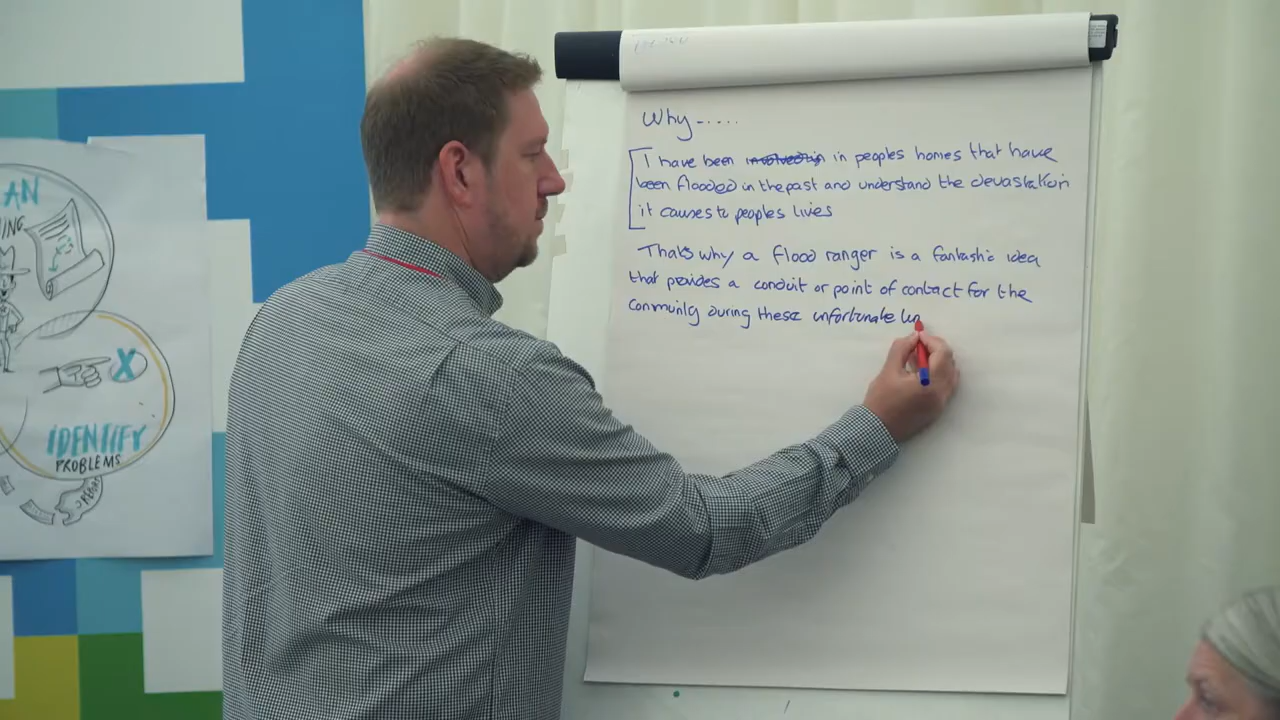 AN
ING
X
IDENTIFY
PROBLEMS
Why.....
I have been in peoples homes that have
been flooded in the past and understand the devastation
it causes to peoples lives
That's why a flood ranger is a fantastic idea
that provides a conduit or point of contact for the
community during these unfortunate